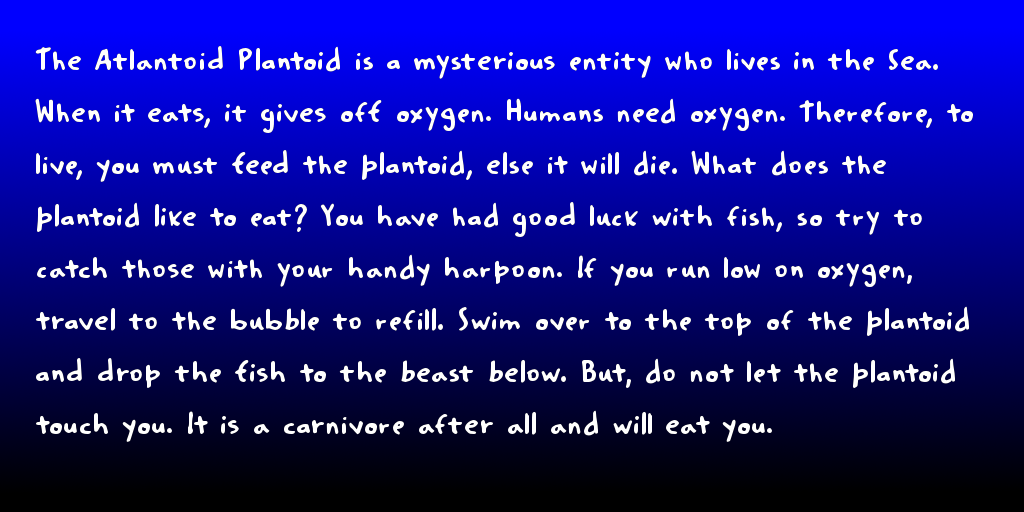 The Atlantoid Plantoid is a mysterious entity who lives in the Sea.
When it eats, it gives off oxygen. Humans need oxygen. Therefore, to
live, you must feed the plantoid, else it will die. What does the
plantoid like to eat? You have had good luck with fish, so try to
catch those with your handy harpoon. If you run low on oxygen,
travel to the bubble to refill. Swim over to the top of the plantoid
and drop the fish to the beast below. But, do not let the plantoid
touch you. It is a carnivore after all and will eat you.